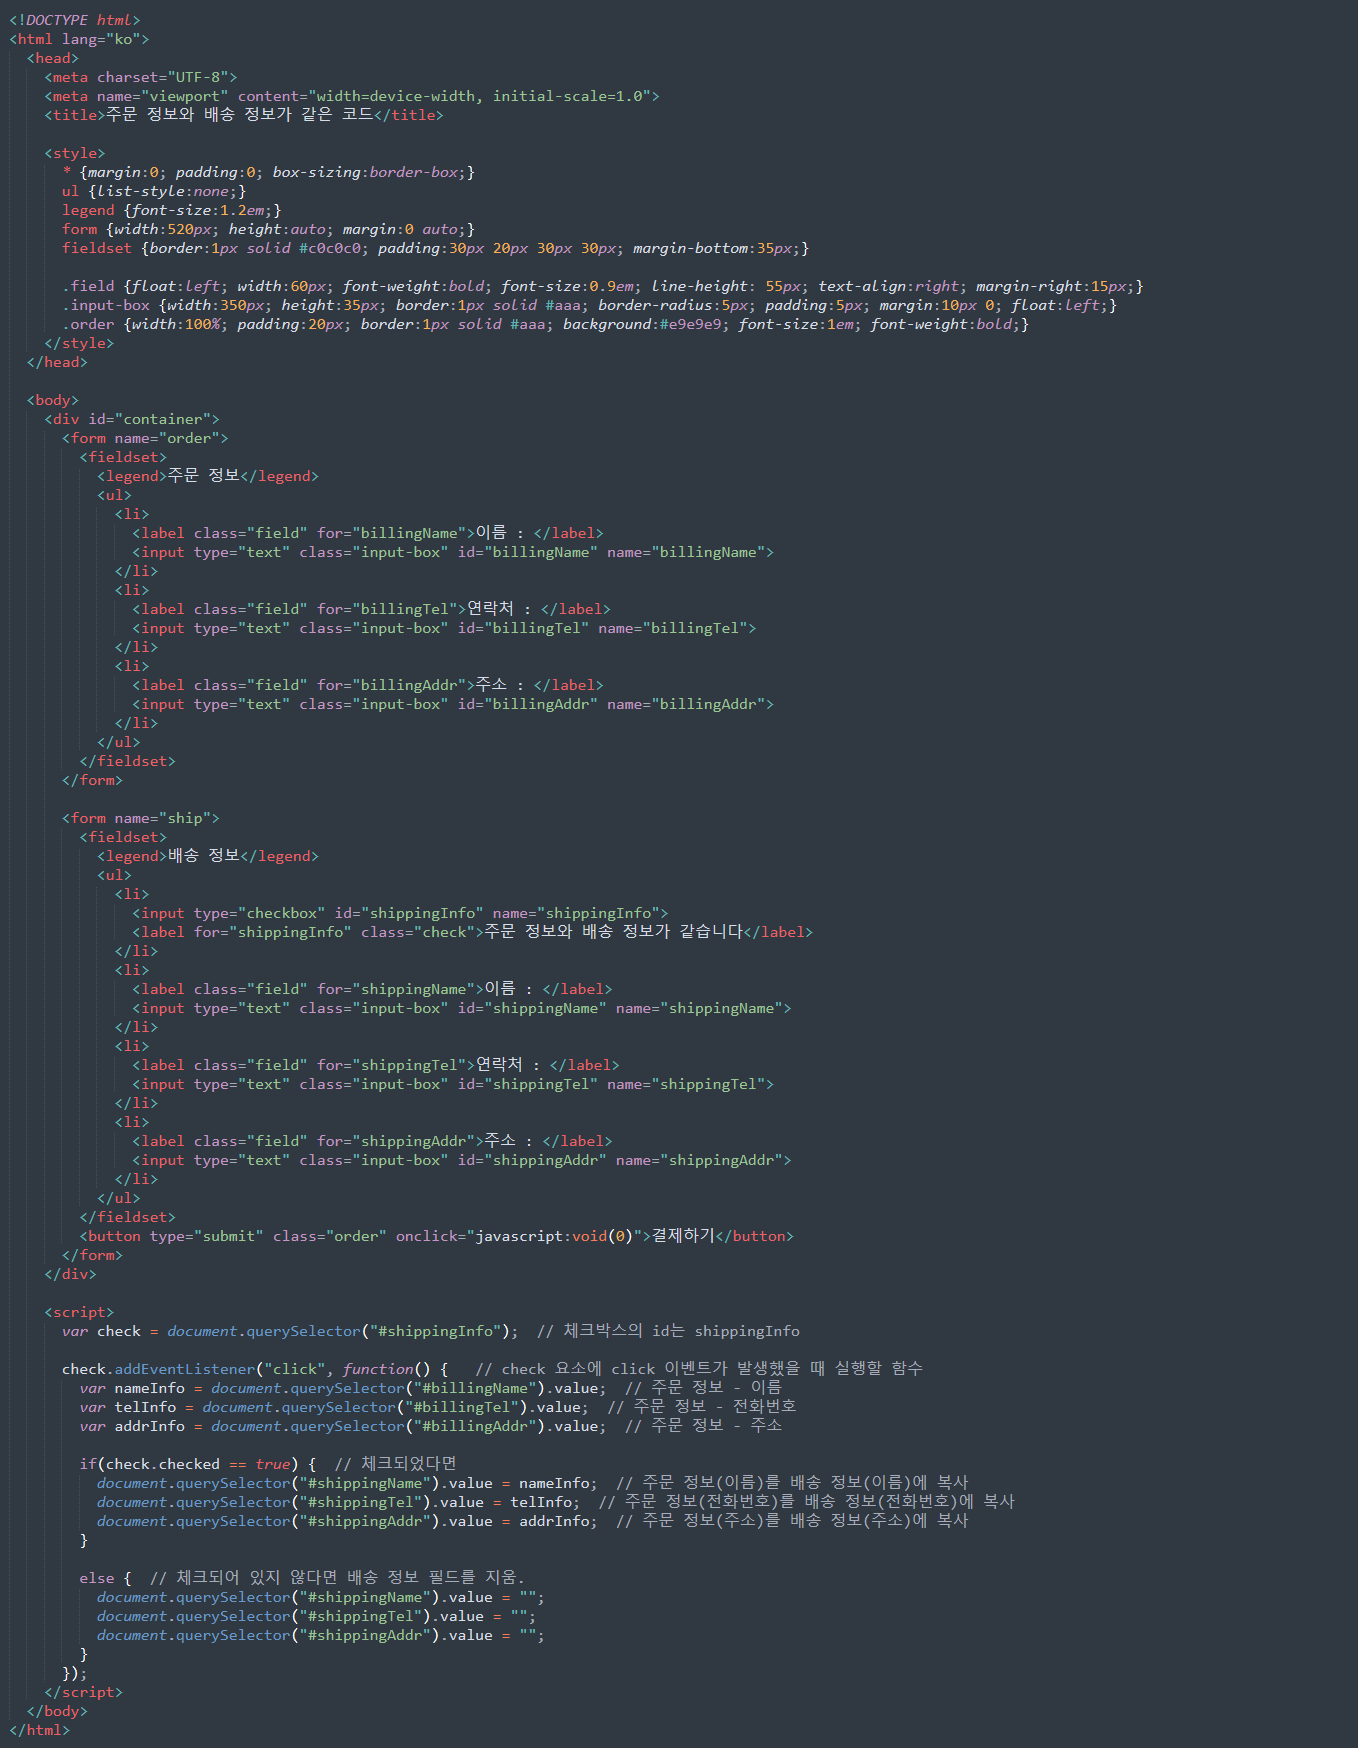 <!DOCTYPE html>
<html lang="ko">
<head>
<meta charset="UTF-8">
<meta name="viewport" content="width=device-width, initial-scale=1.0">
<title>주문 정보와 배송 정보가 같은 코드</title>
<style>
* {margin:0; padding:0; box-sizing:border-box;}
ul {list-style:none;}
legend {font-size:1.2em;}
form {width:520px; height:auto; margin:0 auto;}
fieldset {border:1px solid #c0c0c0; padding:30px 20px 30px 30px; margin-bottom:35px;}
.field {float:left; width:60px; font-weight:bold; font-size:0.9em; line-height: 55px; text-align:right; margin-right:15px;}
.input-box {width:350px; height:35px; border:1px solid #aaa; border-radius:5px; padding:5px; margin:10px 0; float:left;}
.order {width:100%; padding:20px; border:1px solid #aaa; background:#e9e9e9; font-size:1em; font-weight:bold;}
</style>
</head>
<body>
<div id="container">
<form name="order">
<fieldset>
<legend>주문 정보</legend>
<ul>
<li>
<label class="field" for="billingName">이름 : </label>
<input type="text" class="input-box" id="billingName" name="billingName">
</li>
<li>
<label class="field" for="billingTel">연락처 : </label>
<input type="text" class="input-box" id="billingTel" name="billingTel">
</li>
<li>
<label class="field" for="billingAddr">주소 : </label>
<input type="text" class="input-box" id="billingAddr" name="billingAddr">
</li>
</ul>
</fieldset>
</form>
<form name="ship">
<fieldset>
<legend>배송 정보</legend>
<ul>
<li>
<input type="checkbox" id="shippingInfo" name="shippingInfo">
<label for="shippingInfo" class="check">주문 정보와 배송 정보가 같습니다</label>
</li>
<li>
<label class="field" for="shippingName">이름 : </label>
<input type="text" class="input-box" id="shippingName" name="shippingName">
</li>
<li>
<label class="field" for="shippingTel">연락처 : </label>
<input type="text" class="input-box" id="shippingTel" name="shippingTel">
</li>
<li>
<label class="field" for="shippingAddr">주소 : </label>
<input type="text" class="input-box" id="shippingAddr" name="shippingAddr">
</li>
</ul>
</fieldset>
<button type="submit" class="order" onclick="javascript:void(0)">결제하기</button>
</form>
</div>
<script>
var check = document.querySelector("#shippingInfo");  // 체크박스의 id는 shippingInfo
check.addEventListener("click", function() {   // check 요소에 click 이벤트가 발생했을 때 실행할 함수
var nameInfo = document.querySelector("#billingName").value;  // 주문 정보 - 이름
var telInfo = document.querySelector("#billingTel").value;  // 주문 정보 - 전화번호
var addrInfo = document.querySelector("#billingAddr").value;  // 주문 정보 - 주소
if(check.checked == true) {  // 체크되었다면
document.querySelector("#shippingName").value = nameInfo;  // 주문 정보(이름)를 배송 정보(이름)에 복사
document.querySelector("#shippingTel").value = telInfo;  // 주문 정보(전화번호)를 배송 정보(전화번호)에 복사
document.querySelector("#shippingAddr").value = addrInfo;  // 주문 정보(주소)를 배송 정보(주소)에 복사
}
else {  // 체크되어 있지 않다면 배송 정보 필드를 지움.
document.querySelector("#shippingName").value = "";
document.querySelector("#shippingTel").value = "";
document.querySelector("#shippingAddr").value = "";
}
});
</script>
</body>
</html>